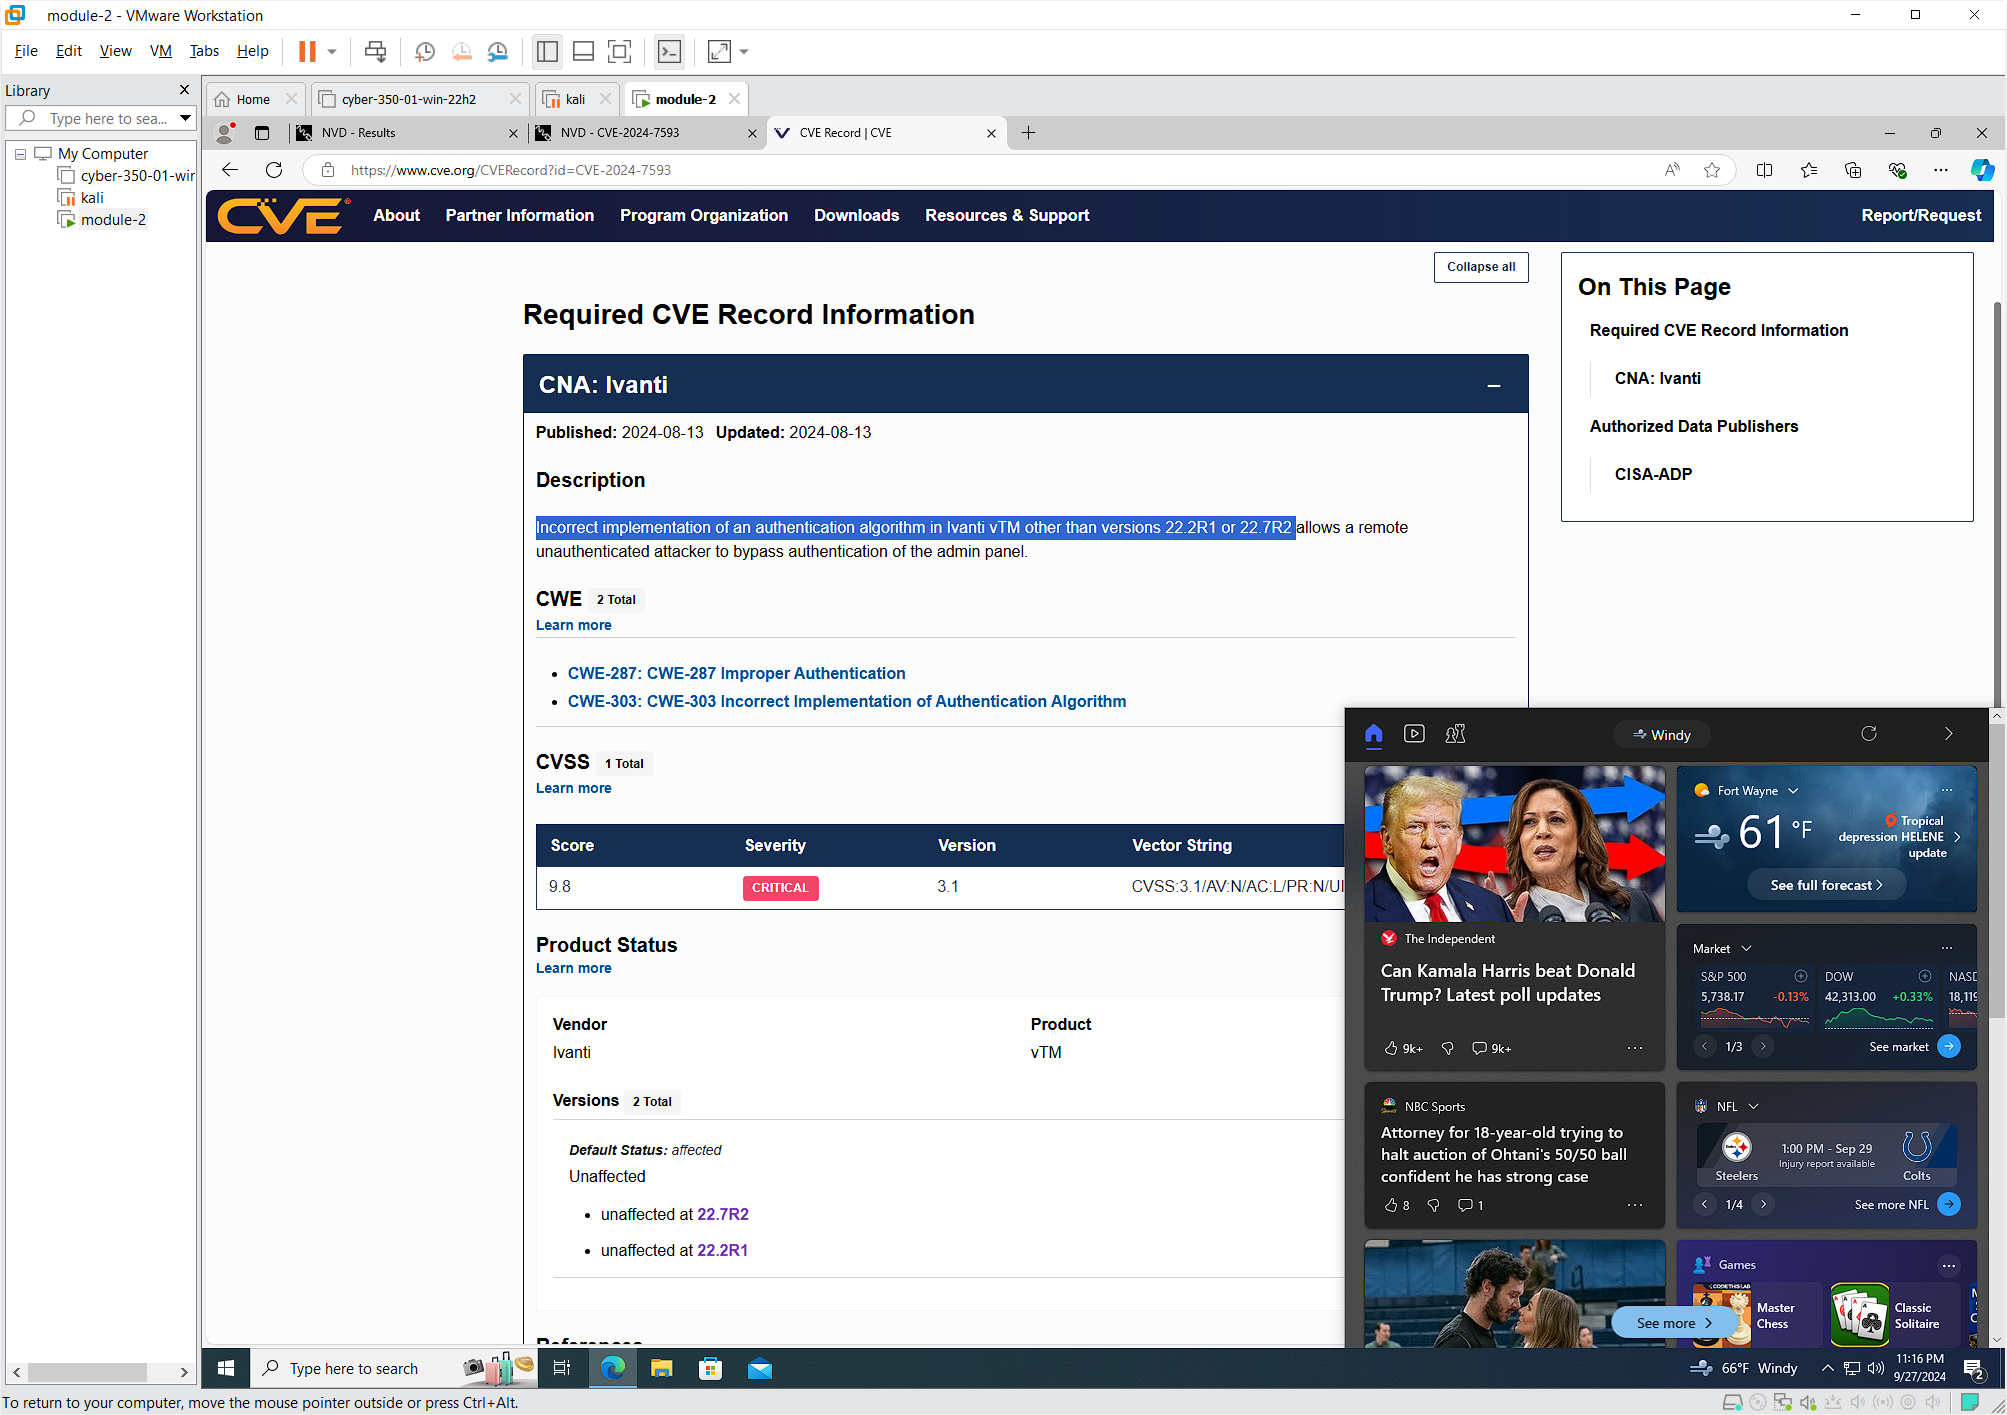 module-2 - VMware Workstation
File Edit View VM Tabs Help
Library
Type here to sea...
My Computer
cyber-350-01-wir
kali
module-2
Home
cyber-350-01-win-22h2
kali
module-2
NVD - Results
NVD - CVE-2024-7593
CVE Record | CVE
https://www.cve.org/CVERecord?id=CVE-2024-7593
CVE
About Partner Information Program Organization Downloads Resources & Support Report/Request
Collapse all
Required CVE Record Information
CNA: Ivanti
Published: 2024-08-13 Updated: 2024-08-13
Description
Incorrect implementation of an authentication algorithm in Ivanti vTM other than versions 22.2R1 or 22.7R2 allows a remote
unauthenticated attacker to bypass authentication of the admin panel.
CWE 2 Total
Learn more
CWE-287: CWE-287 Improper Authentication
CWE-303: CWE-303 Incorrect Implementation of Authentication Algorithm
CVSS 1 Total
Learn more
Score Severity Version Vector String
9.8 CRITICAL 3.1 CVSS:3.1/AV:N/AC:L/PR:N/UI
Product Status
Learn more
Vendor Product
Ivanti vTM
Versions 2 Total
Default Status: affected
Unaffected
unaffected at 22.7R2
unaffected at 22.2R1
References
On This Page
Required CVE Record Information
CNA: Ivanti
Authorized Data Publishers
CISA-ADP
Windy
The Independent
Can Kamala Harris beat Donald
Trump? Latest poll updates
9k+ 9k+
Fort Wayne
61 °F
Tropical
depression HELENE
update
See full forecast
Market
S&P 500 DOW NASD
5,738.17 -0.13% 42,313.00 +0.33% 18,119
1/3 See market
NBC Sports
Attorney for 18-year-old trying to
halt auction of Ohtani's 50/50 ball
confident he has strong case
8 1
NFL
1:00 PM - Sep 29
Injury report available
Steelers Colts
1/4 See more NFL
Games
CODE THIS LAB
Master
Chess
Classic
Solitaire
See more
Type here to search
66°F Windy
11:16 PM
9/27/2024
2
To return to your computer, move the mouse pointer outside or press Ctrl+Alt.